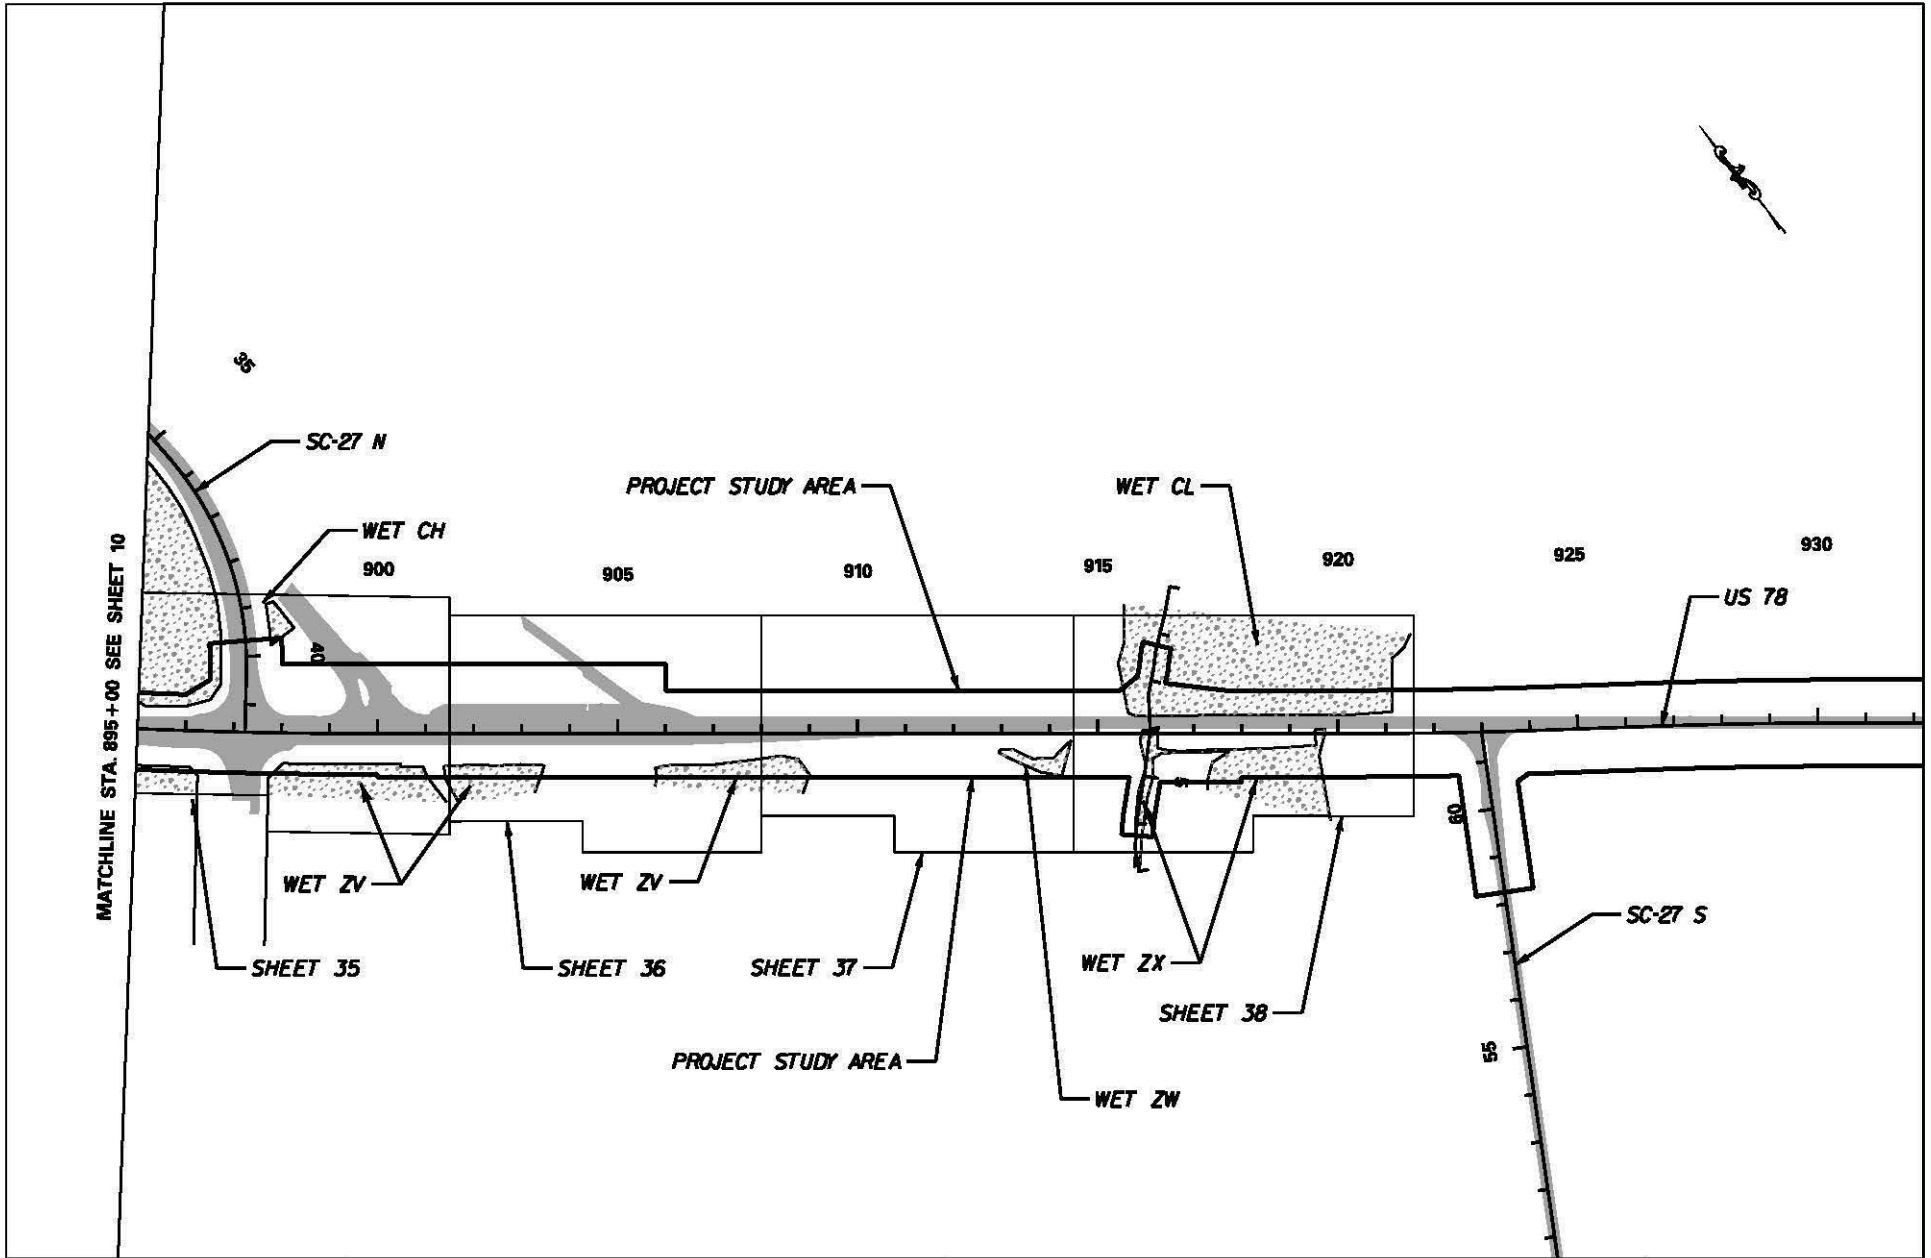 35
SC-27 N
PROJECT STUDY AREA
WET CL
WET CH
900
905
910
915
920
925
930
MATCHLINE STA. 895+00 SEE SHEET 10
US 78
40
60
WET ZV
WET ZV
SC-27 S
SHEET 35
SHEET 36
SHEET 37
WET ZX
SHEET 38
55
PROJECT STUDY AREA
WET ZW